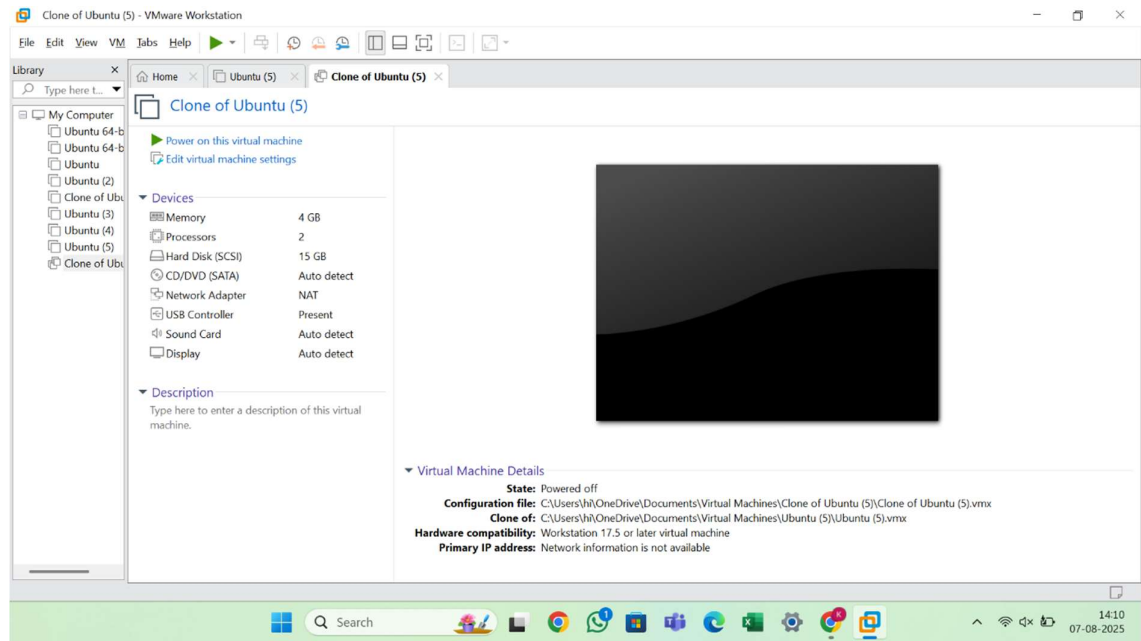 Clone of Ubuntu (5) - VMware Workstation
File Edit View VM Tabs Help
Library
Type here t...
My Computer
Ubuntu 64-b
Ubuntu 64-b
Ubuntu
Ubuntu (2)
Clone of Ubu
Ubuntu (3)
Ubuntu (4)
Ubuntu (5)
Clone of Ubu
Home
Ubuntu (5)
Clone of Ubuntu (5)
Clone of Ubuntu (5)
Power on this virtual machine
Edit virtual machine settings
Devices
Memory 4 GB
Processors 2
Hard Disk (SCSI) 15 GB
CD/DVD (SATA) Auto detect
Network Adapter NAT
USB Controller Present
Sound Card Auto detect
Display Auto detect
Description
Type here to enter a description of this virtual
machine.
Virtual Machine Details
State: Powered off
Configuration file: C:\Users\hi\OneDrive\Documents\Virtual Machines\Clone of Ubuntu (5)\Clone of Ubuntu (5).vmx
Clone of: C:\Users\hi\OneDrive\Documents\Virtual Machines\Ubuntu (5)\Ubuntu (5).vmx
Hardware compatibility: Workstation 17.5 or later virtual machine
Primary IP address: Network information is not available
Search
1
K
14:10
07-08-2025